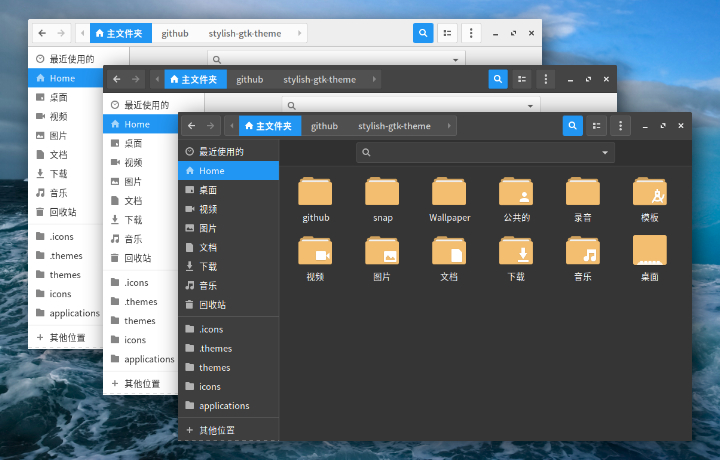 主文件夹 github stylish-gtk-theme
最近使用的
Home
桌面
视频
图片
文档
下载
音乐
回收站
.icons
.themes
themes
icons
applications
其他位置
主文件夹 github stylish-gtk-theme
最近使用的
Home
桌面
视频
图片
文档
下载
音乐
回收站
.icons
.themes
themes
icons
applications
其他位置
主文件夹 github stylish-gtk-theme
最近使用的
Home
桌面
视频
图片
文档
下载
音乐
回收站
.icons
.themes
themes
icons
applications
其他位置
github snap Wallpaper 公共的 录音 模板
视频 图片 文档 下载 音乐 桌面